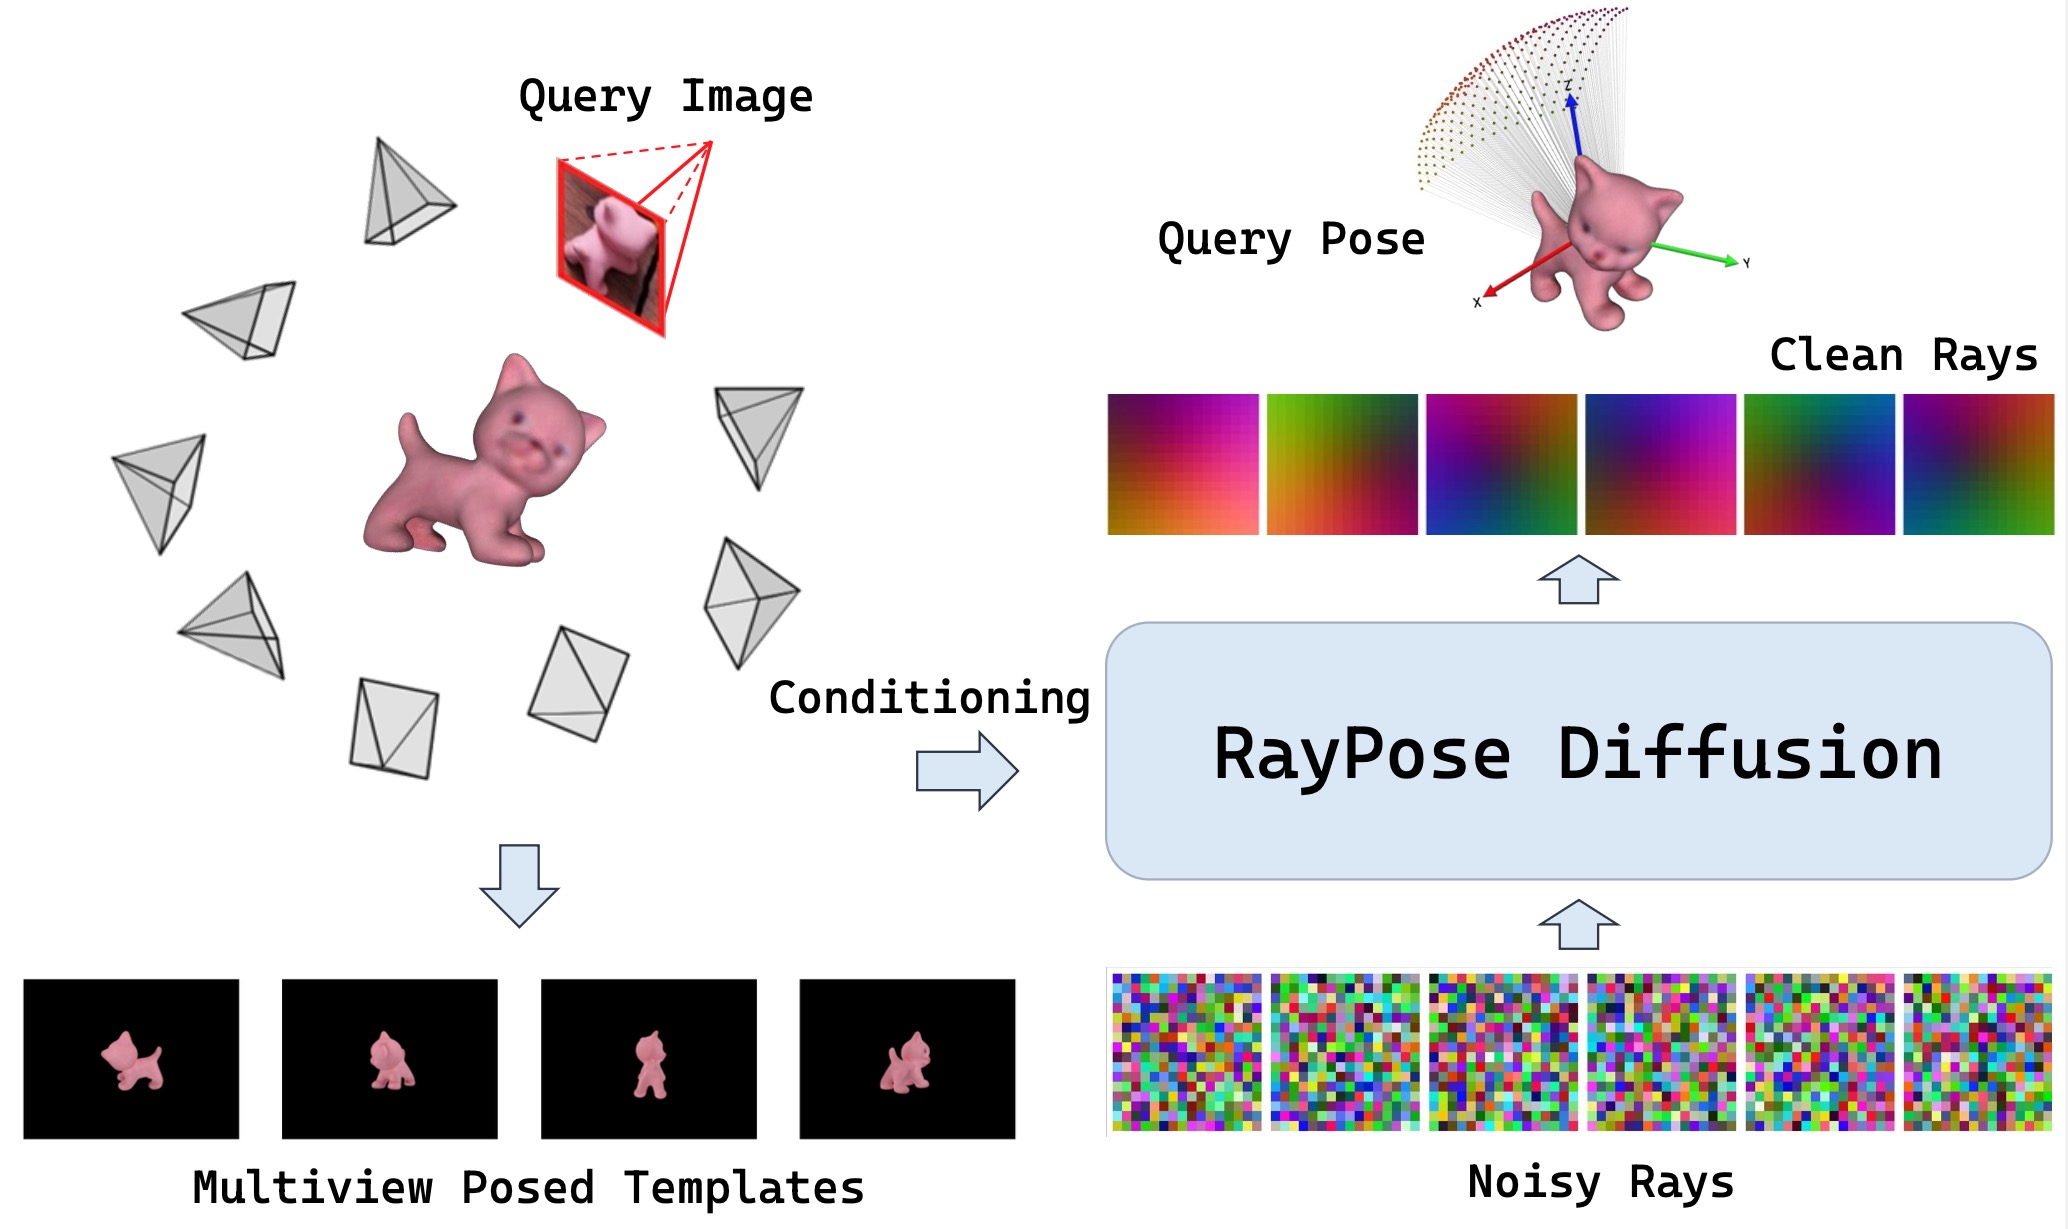 Query Image
Z
Query Pose
Y
X
Clean Rays
Conditioning
RayPose Diffusion
Multiview Posed Templates
Noisy Rays